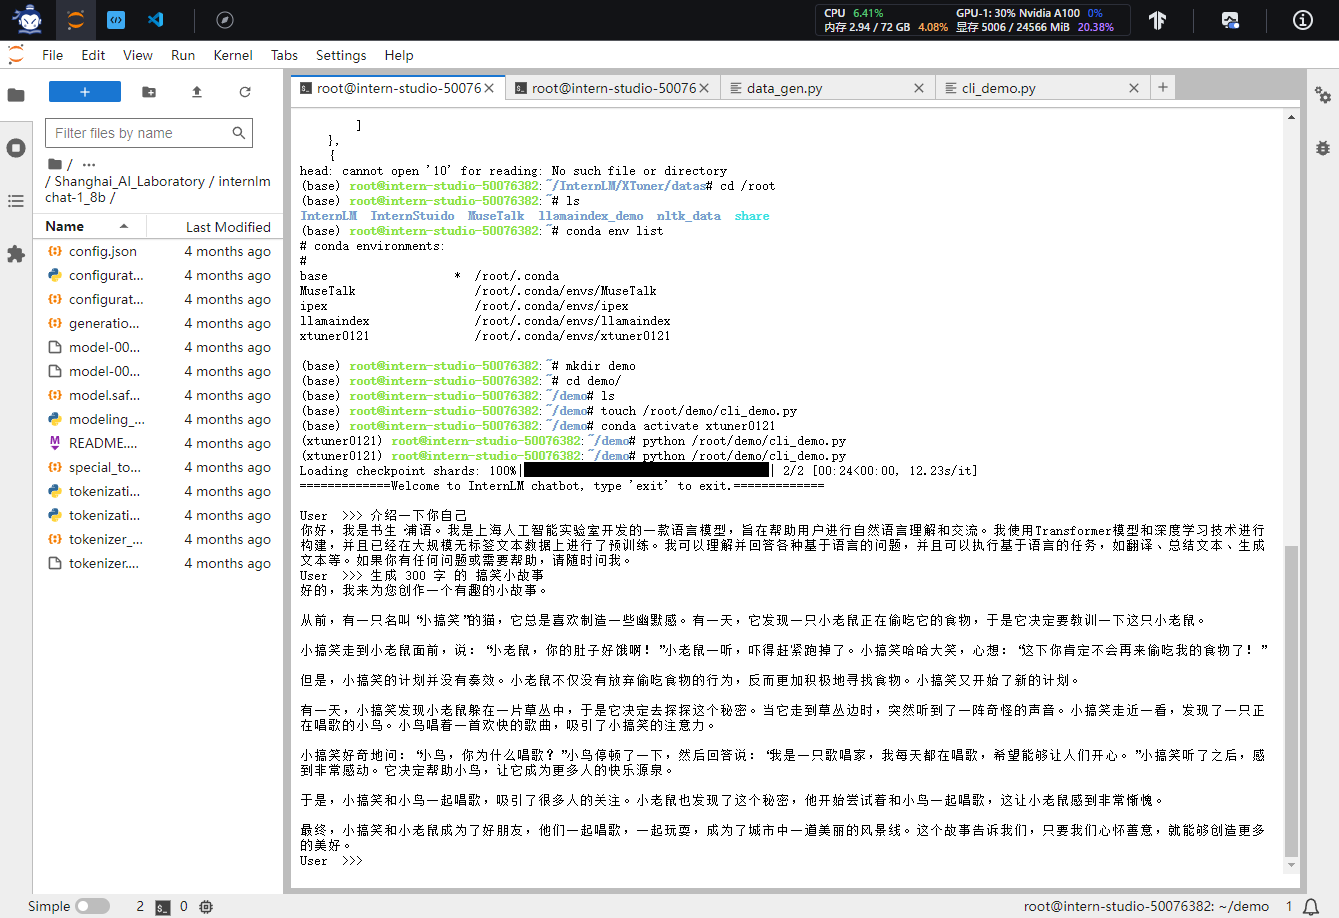 CPU 6.41%
GPU-1: 30% Nvidia A100 0%
内存 2.94 / 72 GB 4.08%
显存 5006 / 24566 MiB 20.38%
File Edit View Run Kernel Tabs Settings Help
+
Filter files by name
/ ...
/ Shanghai_AI_Laboratory / internlm
chat-1_8b /
Name Last Modified
config.json 4 months ago
configurat... 4 months ago
configurat... 4 months ago
generatio... 4 months ago
model-00... 4 months ago
model-00... 4 months ago
model.saf... 4 months ago
modeling_... 4 months ago
README.... 4 months ago
special_to... 4 months ago
tokenizati... 4 months ago
tokenizati... 4 months ago
tokenizer_... 4 months ago
tokenizer.... 4 months ago
root@intern-studio-50076 × root@intern-studio-50076 × data_gen.py × cli_demo.py × +
]
},
{
head: cannot open '10' for reading: No such file or directory
(base) root@intern-studio-50076382:~/InternLM/XTuner/datas# cd /root
(base) root@intern-studio-50076382:~# ls
InternLM InternStuido MuseTalk llamaindex_demo nltk_data share
(base) root@intern-studio-50076382:~# conda env list
# conda environments:
#
base * /root/.conda
MuseTalk /root/.conda/envs/MuseTalk
ipex /root/.conda/envs/ipex
llamaindex /root/.conda/envs/llamaindex
xtuner0121 /root/.conda/envs/xtuner0121
(base) root@intern-studio-50076382:~# mkdir demo
(base) root@intern-studio-50076382:~# cd demo/
(base) root@intern-studio-50076382:~/demo# ls
(base) root@intern-studio-50076382:~/demo# touch /root/demo/cli_demo.py
(base) root@intern-studio-50076382:~/demo# conda activate xtuner0121
(xtuner0121) root@intern-studio-50076382:~/demo# python /root/demo/cli_demo.py
(xtuner0121) root@intern-studio-50076382:~/demo# python /root/demo/cli_demo.py
Loading checkpoint shards: 100%| | 2/2 [00:24<00:00, 12.23s/it]
=============Welcome to InternLM chatbot, type 'exit' to exit.=============
User >>> 介绍一下你自己
你好，我是书生·浦语。我是上海人工智能实验室开发的一款语言模型，旨在帮助用户进行自然语言理解和交流。我使用Transformer模型和深度学习技术进行
构建，并且已经在大规模无标签文本数据上进行了预训练。我可以理解并回答各种基于语言的问题，并且可以执行基于语言的任务，如翻译、总结文本、生成
文本等。如果你有任何问题或需要帮助，请随时问我。
User >>> 生成 300 字 的 搞笑小故事
好的，我来为您创作一个有趣的小故事。
从前，有一只名叫“小搞笑”的猫，它总是喜欢制造一些幽默感。有一天，它发现一只小老鼠正在偷吃它的食物，于是它决定要教训一下这只小老鼠。
小搞笑走到小老鼠面前，说：“小老鼠，你的肚子好饿啊！”小老鼠一听，吓得赶紧跑掉了。小搞笑哈哈大笑，心想：“这下你肯定不会再来偷吃我的食物了！”
但是，小搞笑的计划并没有奏效。小老鼠不仅没有放弃偷吃食物的行为，反而更加积极地寻找食物。小搞笑又开始了新的计划。
有一天，小搞笑发现小老鼠躲在一片草丛中，于是它决定去探探这个秘密。当它走到草丛边时，突然听到了一阵奇怪的声音。小搞笑走近一看，发现了一只正
在唱歌的小鸟。小鸟唱着一首欢快的歌曲，吸引了小搞笑的注意力。
小搞笑好奇地问：“小鸟，你为什么唱歌？”小鸟停顿了一下，然后回答说：“我是一只歌唱家，我每天都在唱歌，希望能够让人们开心。”小搞笑听了之后，感
到非常感动。它决定帮助小鸟，让它成为更多人的快乐源泉。
于是，小搞笑和小鸟一起唱歌，吸引了很多人的关注。小老鼠也发现了这个秘密，他开始尝试着和小鸟一起唱歌，这让小老鼠感到非常惭愧。
最终，小搞笑和小老鼠成为了好朋友，他们一起唱歌，一起玩耍，成为了城市中一道美丽的风景线。这个故事告诉我们，只要我们心怀善意，就能够创造更多
的美好。
User >>>
Simple 2 0 root@intern-studio-50076382: ~/demo 1